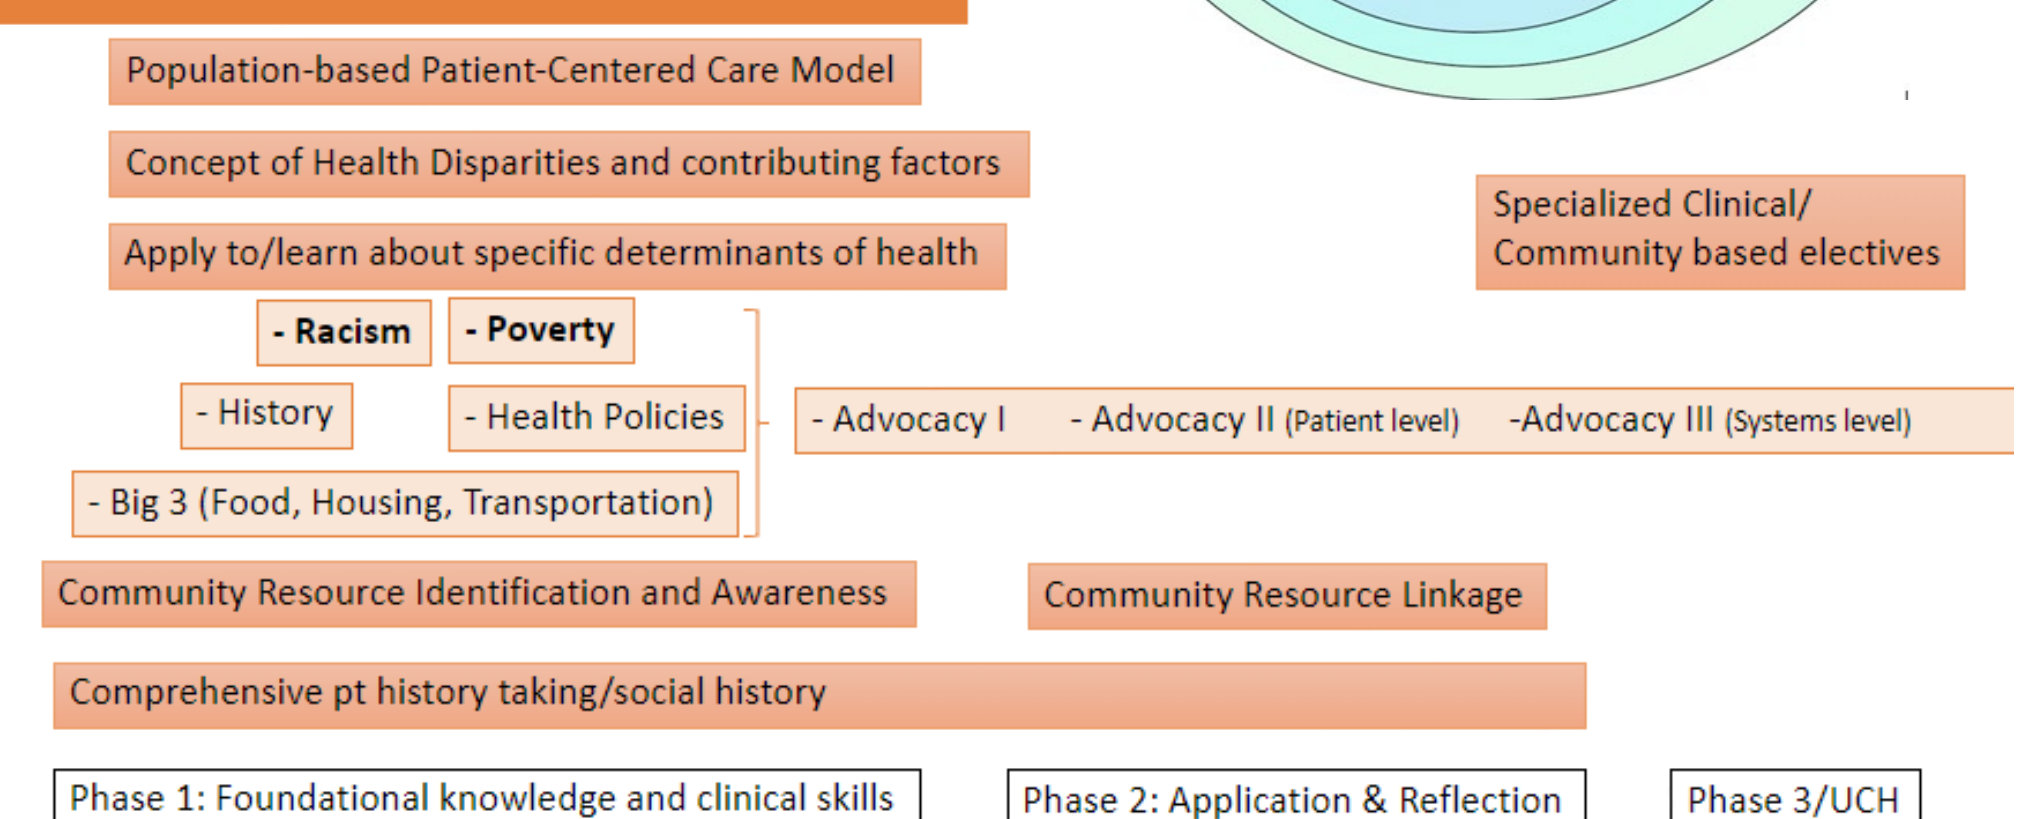 Population-based Patient-Centered Care Model
Concept of Health Disparities and contributing factors
Specialized Clinical/
Community based electives
Apply to/learn about specific determinants of health
- Racism
- Poverty
- History
- Health Policies
- Advocacy I
- Advocacy II (Patient level)
-Advocacy III (Systems level)
- Big 3 (Food, Housing, Transportation)
Community Resource Identification and Awareness
Community Resource Linkage
Comprehensive pt history taking/social history
Phase 1: Foundational knowledge and clinical skills
Phase 2: Application & Reflection
Phase 3/UCH